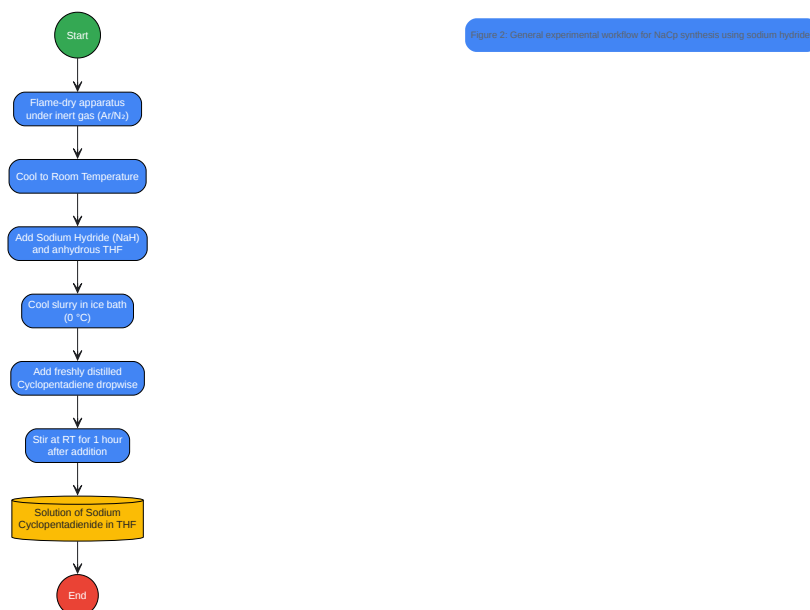 Start
Figure 2: General experimental workflow for NaCp synthesis using sodium hydride
Flame-dry apparatus
under inert gas (Ar/N₂)
Cool to Room Temperature
Add Sodium Hydride (NaH)
and anhydrous THF
Cool slurry in ice bath
(0 °C)
Add freshly distilled
Cyclopentadiene dropwise
Stir at RT for 1 hour
after addition
Solution of Sodium
Cyclopentadienide in THF
End